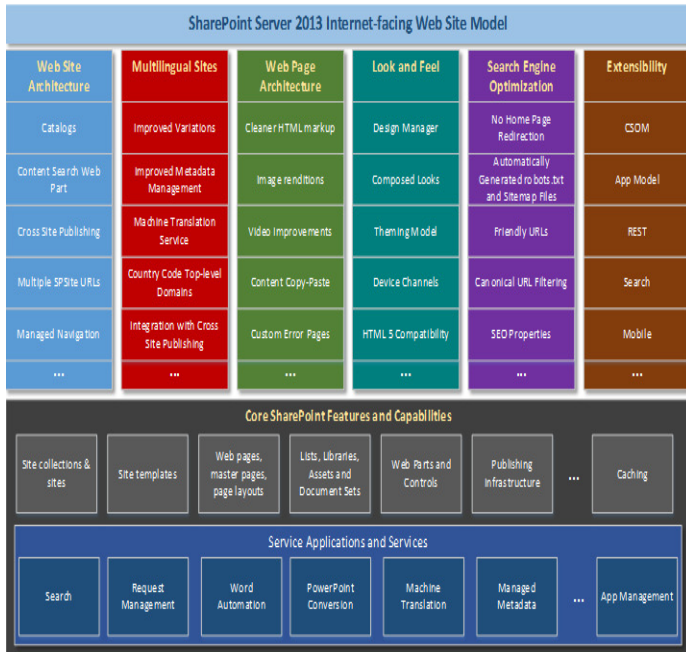 SharePoint Server 2013 Internet-facing Web Site Model
Web Site
Architecture
Catalogs
Content Search Web
Part
Cross Site Publishing
Multiple SPSite URLs
Managed Navigation
...
Multilingual Sites
Improved Variations
Improved Metadata
Management
Machine Translation
Service
Country Code Top-level
Domains
Integration with Cross
Site Publishing
...
Web Page
Architecture
Cleaner HTML markup
Image renditions
Video Improvements
Content Copy-Paste
Custom Error Pages
...
Look and Feel
Design Manager
Composed Looks
Theming Model
Device Channels
HTML 5 Compatibility
...
Search Engine
Optimization
No Home Page
Redirection
Automatically
Generated robots.txt
and Sitemap Files
Friendly URLs
Canonical URL Filtering
SEO Properties
...
Extensibility
CSOM
App Model
REST
Search
Mobile
...
Core SharePoint Features and Capabilities
Site collections &
sites
Site templates
Web pages,
master pages,
page layouts
Lists, Libraries,
Assets and
Document Sets
Web Parts and
Controls
Publishing
Infrastructure
...
Caching
Service Applications and Services
Search
Request
Management
Word
Automation
PowerPoint
Conversion
Machine
Translation
Managed
Metadata
...
App Management